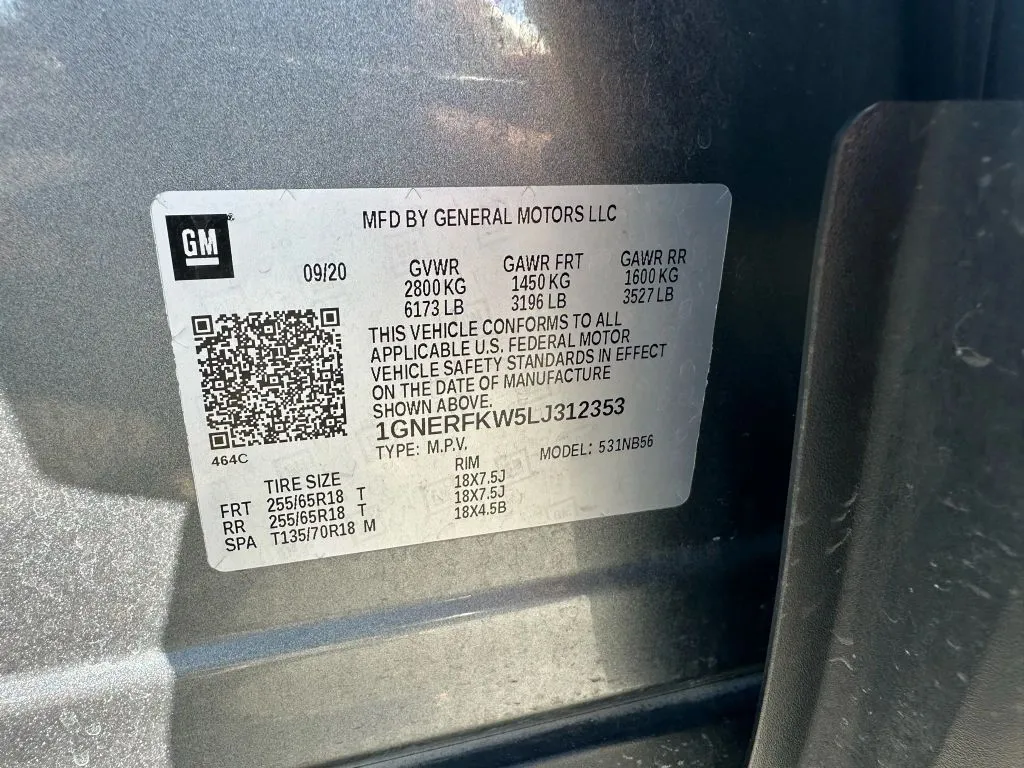 GM
MFD BY GENERAL MOTORS LLC
09/20 GVWR GAWR FRT GAWR RR
2800 KG 1450 KG 1600 KG
6173 LB 3196 LB 3527 LB
THIS VEHICLE CONFORMS TO ALL
APPLICABLE U.S. FEDERAL MOTOR
VEHICLE SAFETY STANDARDS IN EFFECT
ON THE DATE OF MANUFACTURE
SHOWN ABOVE.
1GNERFKW5LJ312353
464C
TYPE: M.P.V. MODEL: 531NB56
TIRE SIZE RIM
FRT 255/65R18 T 18X7.5J
RR 255/65R18 T 18X7.5J
SPA T135/70R18 M 18X4.5B